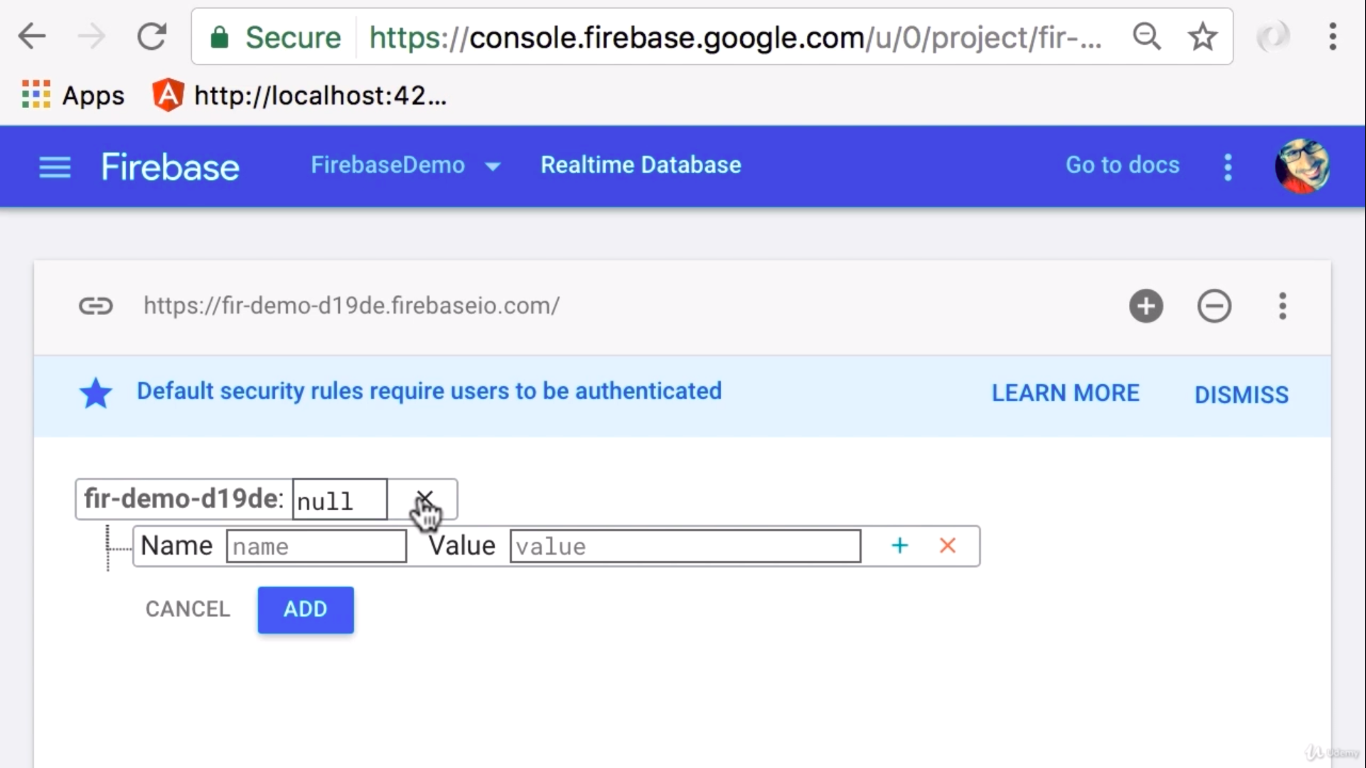 Secure https://console.firebase.google.com/u/0/project/fir-...
Apps http://localhost:42...
Firebase FirebaseDemo Realtime Database Go to docs
https://fir-demo-d19de.firebaseio.com/
Default security rules require users to be authenticated LEARN MORE DISMISS
fir-demo-d19de: null
Name name Value value
CANCEL ADD
Udemy